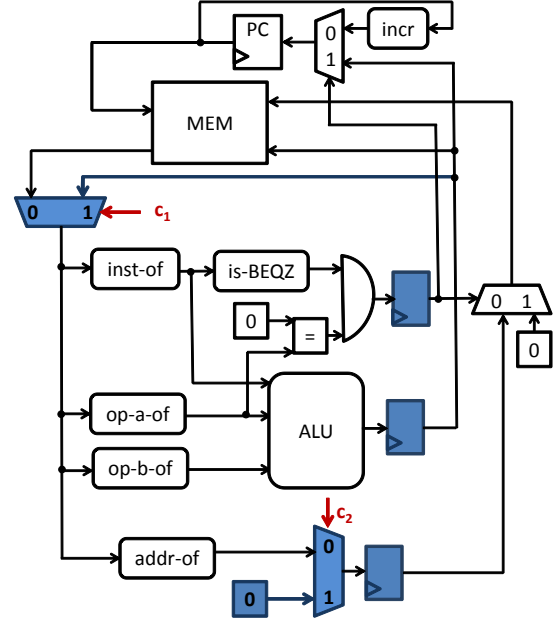 PC
0
1
incr
MEM
0 1
c1
inst-of
is-BEQZ
0
=
0 1
0
op-a-of
ALU
op-b-of
c2
addr-of
0
1
0